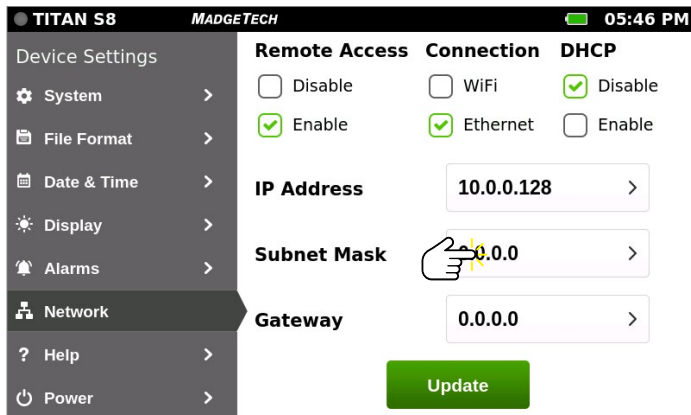 TITAN S8 MADGETECH 05:46 PM
Device Settings
System
File Format
Date & Time
Display
Alarms
Network
Help
Power
Remote Access Connection DHCP
Disable WiFi Disable
Enable Ethernet Enable
IP Address 10.0.0.128
Subnet Mask .0.0
Gateway 0.0.0.0
Update